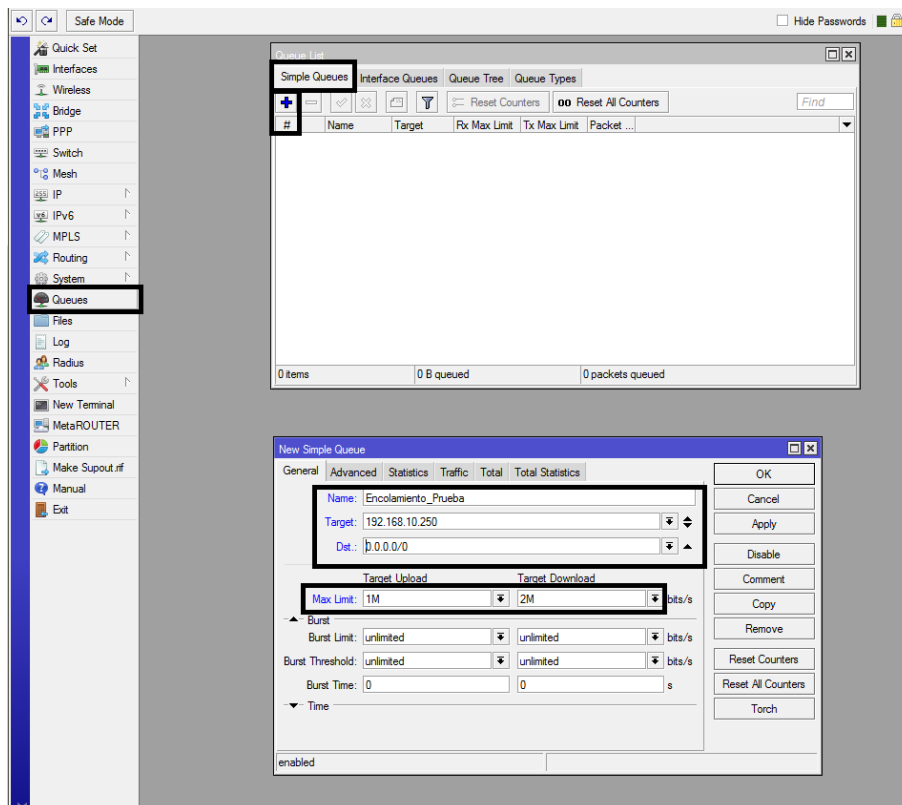 Safe Mode
Hide Passwords
Quick Set
Interfaces
Wireless
Bridge
PPP
Switch
Mesh
IP
IPv6
MPLS
Routing
System
Queues
Files
Log
Radius
Tools
New Terminal
MetaROUTER
Partition
Make Supout.rif
Manual
Exit
Queue List
Simple Queues Interface Queues Queue Tree Queue Types
Reset Counters 00 Reset All Counters Find
# Name Target Rx Max Limit Tx Max Limit Packet ...
0 items 0 B queued 0 packets queued
New Simple Queue
General Advanced Statistics Traffic Total Total Statistics
Name: Encolamiento_Prueba
Target: 192.168.10.250
Dst.: 0.0.0.0/0
Target Upload Target Download
Max Limit: 1M 2M bits/s
Burst
Burst Limit: unlimited unlimited bits/s
Burst Threshold: unlimited unlimited bits/s
Burst Time: 0 0 s
Time
enabled
OK
Cancel
Apply
Disable
Comment
Copy
Remove
Reset Counters
Reset All Counters
Torch